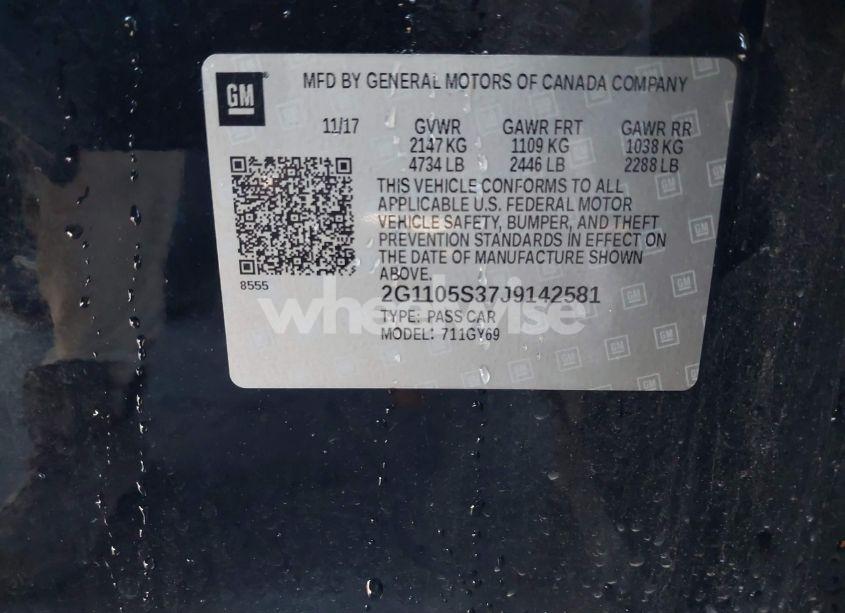 GM
MFD BY GENERAL MOTORS OF CANADA COMPANY
11/17 GVWR GAWR FRT GAWR RR
2147 KG 1109 KG 1038 KG
4734 LB 2446 LB 2288 LB
THIS VEHICLE CONFORMS TO ALL
APPLICABLE U.S. FEDERAL MOTOR
VEHICLE SAFETY, BUMPER, AND THEFT
PREVENTION STANDARDS IN EFFECT ON
THE DATE OF MANUFACTURE SHOWN
ABOVE.
8555
2G1105S37J9142581
wheelwise
TYPE: PASS CAR
MODEL: 711GY69